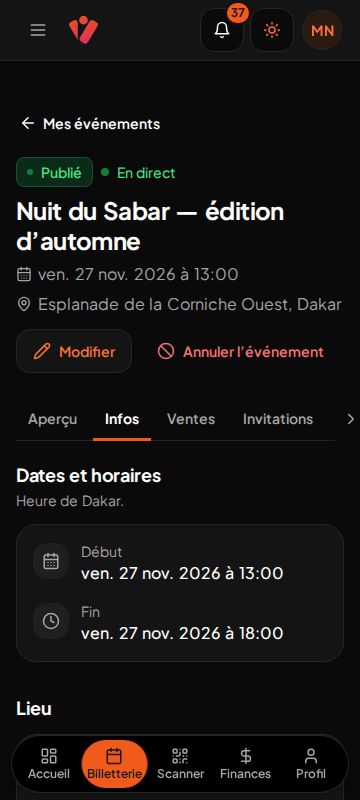 37
MN
Mes événements
Publié
En direct
Nuit du Sabar — édition
d’automne
ven. 27 nov. 2026 à 13:00
Esplanade de la Corniche Ouest, Dakar
Modifier
Annuler l’événement
Aperçu
Infos
Ventes
Invitations
Dates et horaires
Heure de Dakar.
Début
ven. 27 nov. 2026 à 13:00
Fin
ven. 27 nov. 2026 à 18:00
Lieu
Accueil
Billetterie
Scanner
Finances
Profil